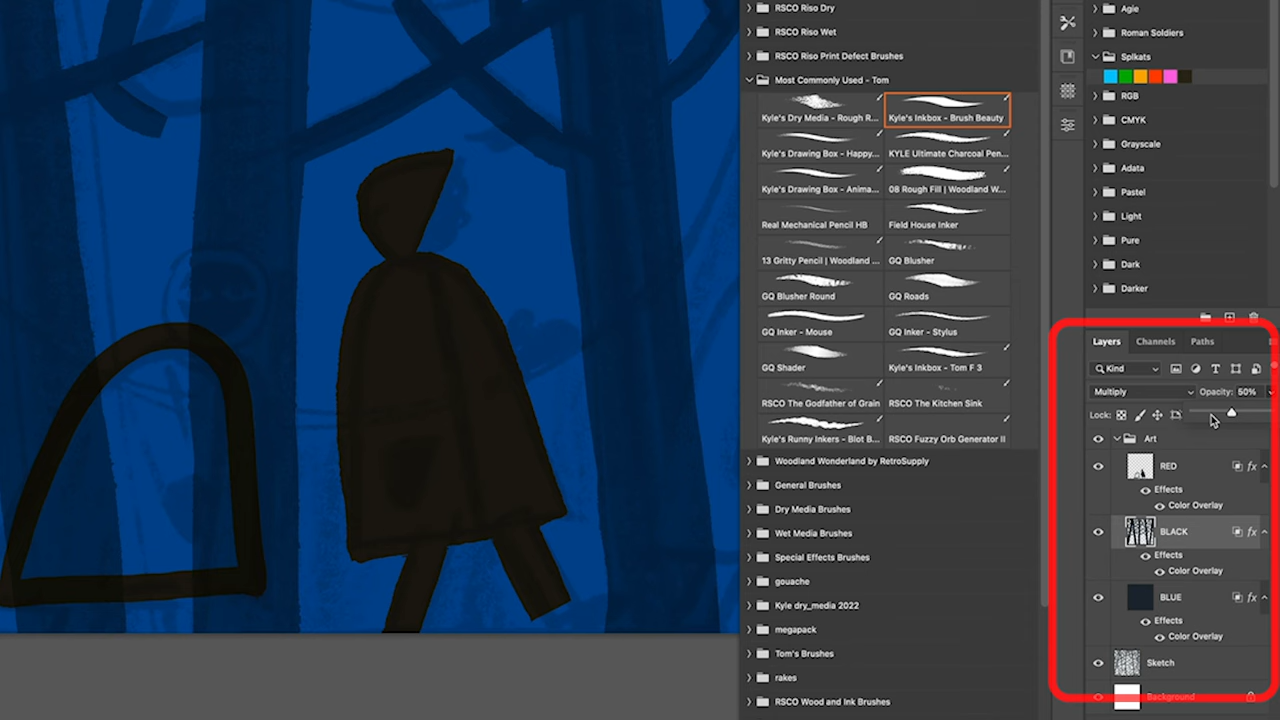 RSCO Riso Dry
RSCO Riso Wet
RSCO Riso Print Defect Brushes
Most Commonly Used - Tom
Kyle's Dry Media - Rough R...
Kyle's Inkbox - Brush Beauty
Kyle's Drawing Box - Happy...
KYLE Ultimate Charcoal Pen...
Kyle's Drawing Box - Anima...
08 Rough Fill | Woodland W...
Real Mechanical Pencil HB
Field House Inker
13 Gritty Pencil | Woodland ...
GQ Blusher
GQ Blusher Round
GQ Roads
GQ Inker - Mouse
GQ Inker - Stylus
GQ Shader
Kyle's Inkbox - Tom F 3
RSCO The Godfather of Grain
RSCO The Kitchen Sink
Kyle's Runny Inkers - Blot B...
RSCO Fuzzy Orb Generator II
Woodland Wonderland by RetroSupply
General Brushes
Dry Media Brushes
Wet Media Brushes
Special Effects Brushes
gouache
Kyle dry_media 2022
megapack
Tom's Brushes
rakes
RSCO Wood and Ink Brushes
Agie
Roman Soldiers
Splkats
RGB
CMYK
Grayscale
Adata
Pastel
Light
Pure
Dark
Darker
Layers Channels Paths
Kind
Multiply Opacity: 50%
Lock:
Art
RED fx
Effects
Color Overlay
BLACK fx
Effects
Color Overlay
BLUE fx
Effects
Color Overlay
Sketch
Background